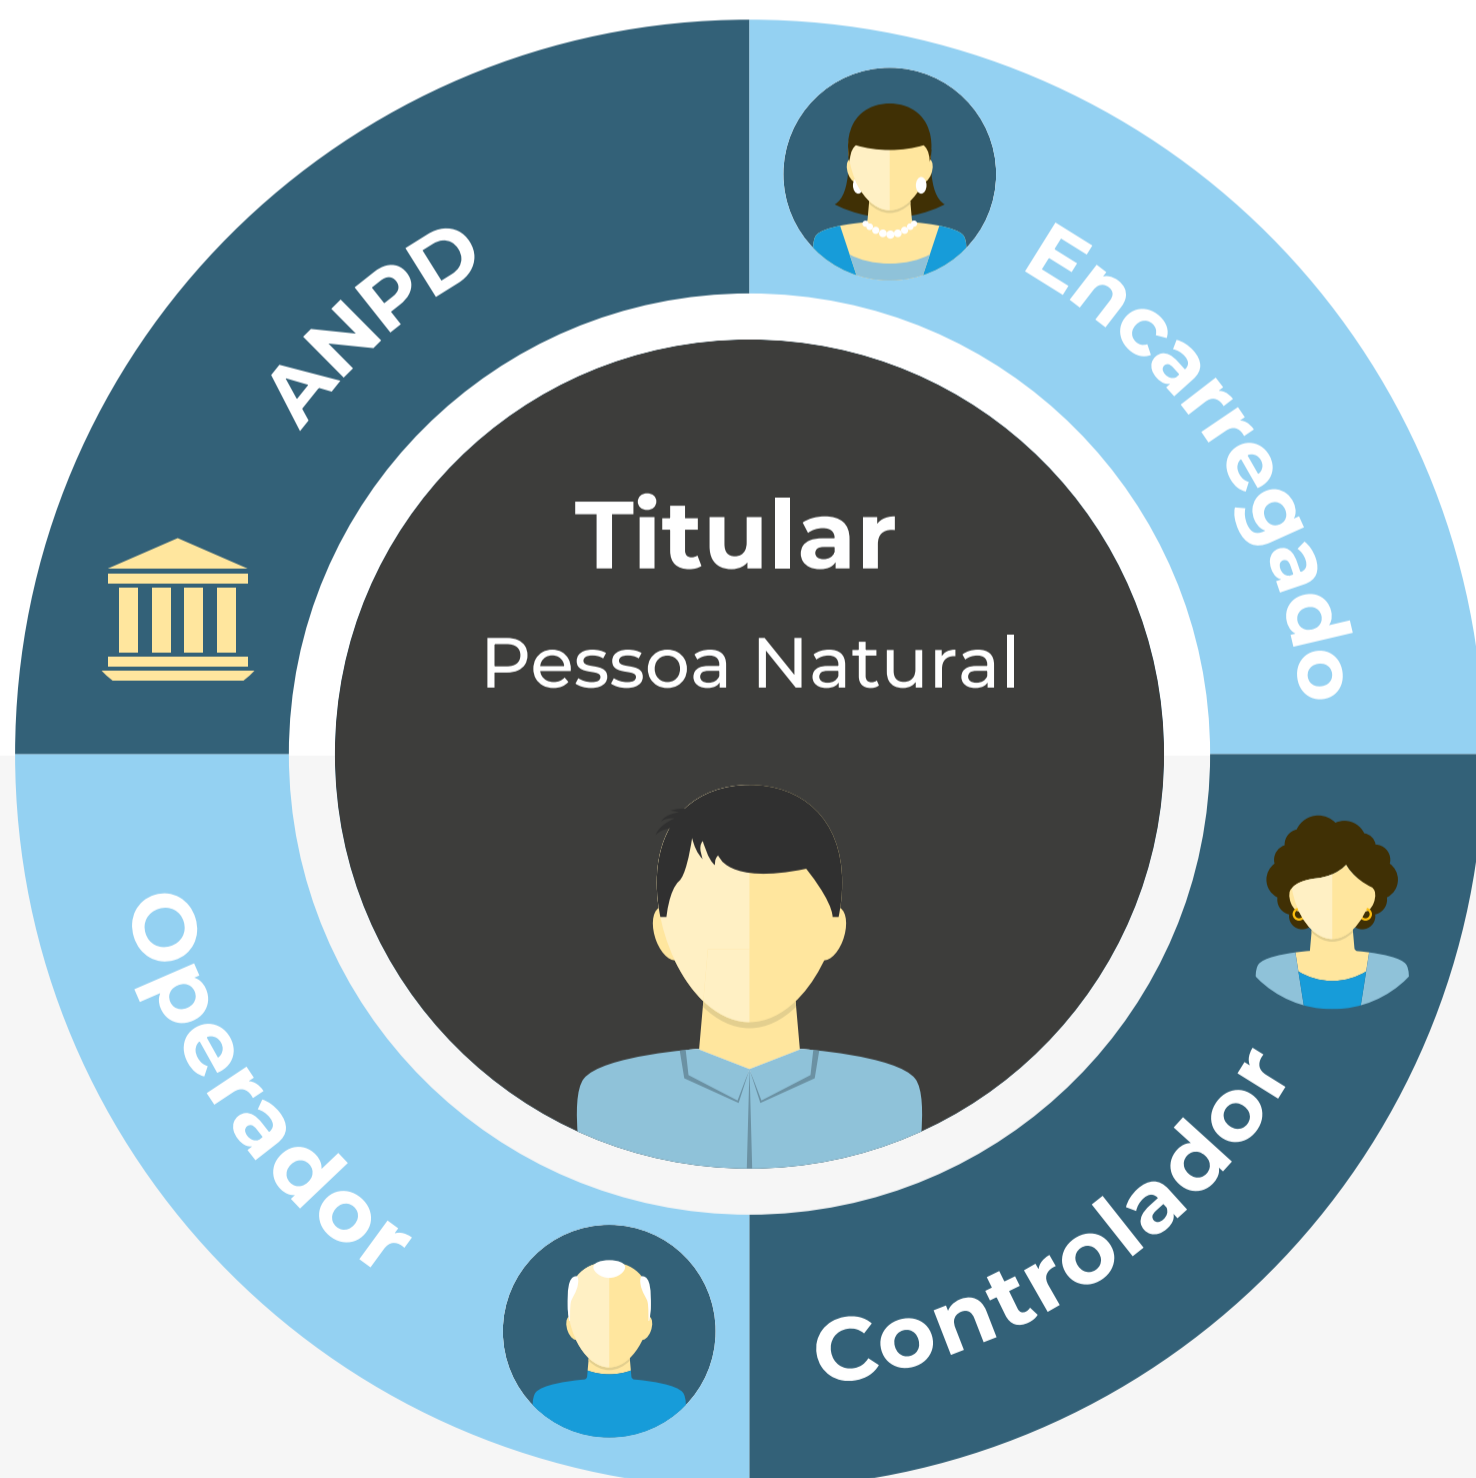 ANPD
Encarregado
Titular
Pessoa Natural
Operador
Controlador